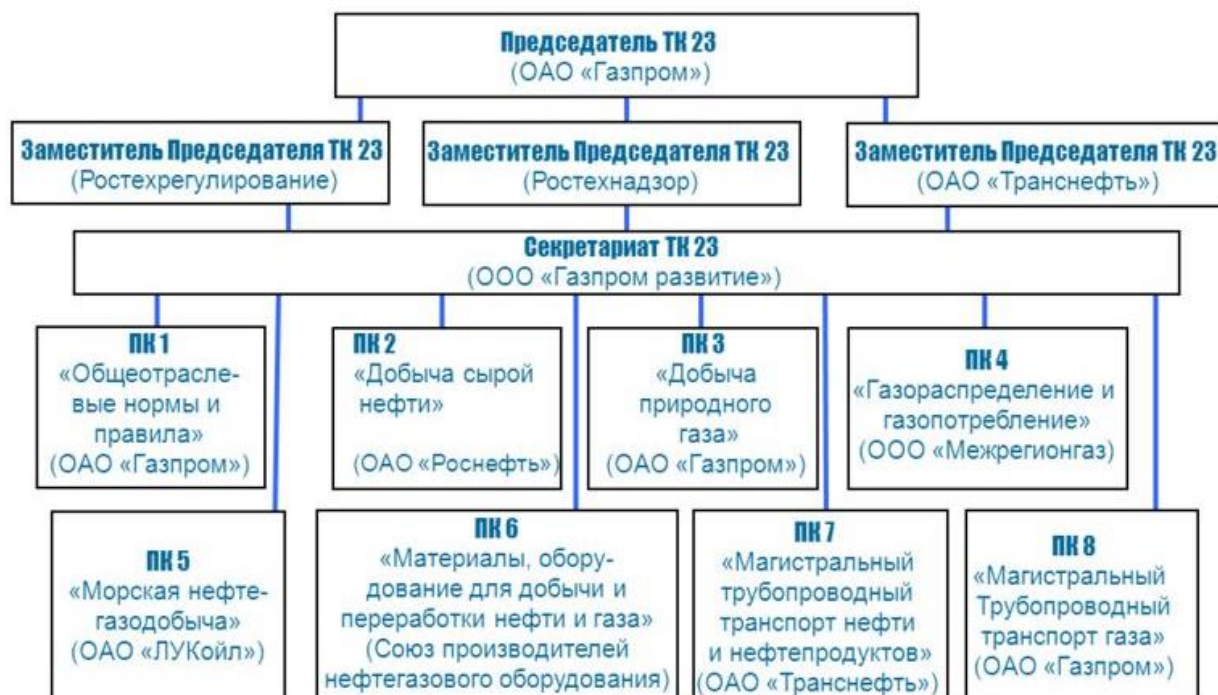 Председатель ТК 23
(ОАО «Газпром»)
Заместитель Председателя ТК 23
(Ростехрегулирование)
Заместитель Председателя ТК 23
(Ростехнадзор)
Заместитель Председателя ТК 23
(ОАО «Транснефть»)
Секретариат ТК 23
(ООО «Газпром развитие»)
ПК 1
«Общеотрасле-
вые нормы и
правила»
(ОАО «Газпром»)
ПК 2
«Добыча сырой
нефти»
(ОАО «Роснефть»)
ПК 3
«Добыча
природного
газа»
(ОАО «Газпром»)
ПК 4
«Газораспределение и
газопотребление»
(ООО «Межрегионгаз)
ПК 5
«Морская нефте-
газодобыча»
(ОАО «ЛУКойл»)
ПК 6
«Материалы, обору-
дование для добычи и
переработки нефти и газа»
(Союз производителей
нефтегазового оборудования)
ПК 7
«Магистральный
трубопроводный
транспорт нефти
и нефтепродуктов»
(ОАО «Транснефть»)
ПК 8
«Магистральный
Трубопроводный
транспорт газа»
(ОАО «Газпром»)